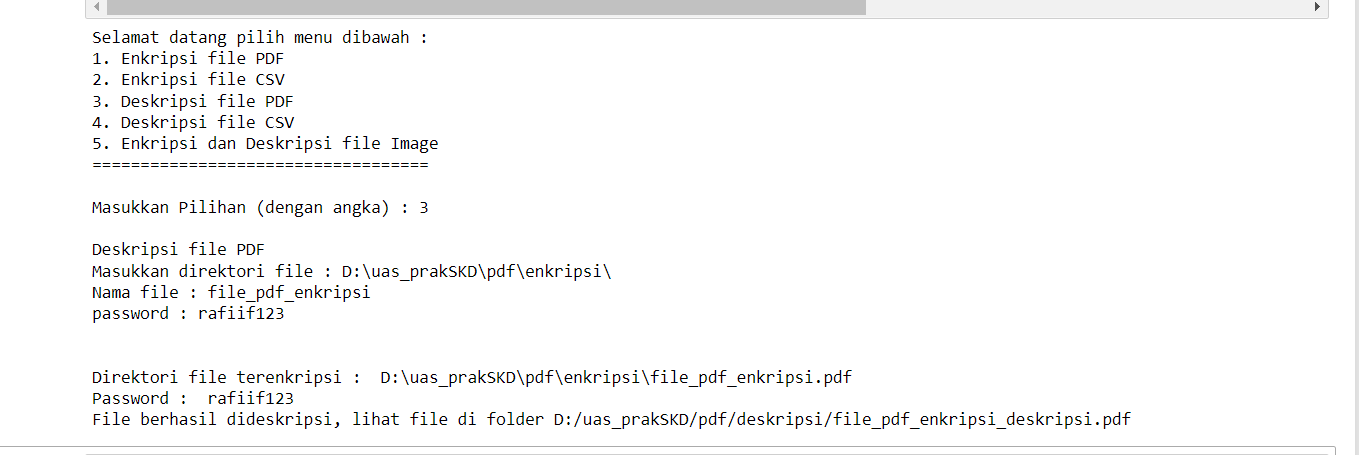 Selamat datang pilih menu dibawah :
1. Enkripsi file PDF
2. Enkripsi file CSV
3. Deskripsi file PDF
4. Deskripsi file CSV
5. Enkripsi dan Deskripsi file Image
===================================
Masukkan Pilihan (dengan angka) : 3
Deskripsi file PDF
Masukkan direktori file : D:\uas_prakSKD\pdf\enkripsi\
Nama file : file_pdf_enkripsi
password : rafiif123
Direktori file terenkripsi :  D:\uas_prakSKD\pdf\enkripsi\file_pdf_enkripsi.pdf
Password :  rafiif123
File berhasil dideskripsi, lihat file di folder D:/uas_prakSKD/pdf/deskripsi/file_pdf_enkripsi_deskripsi.pdf